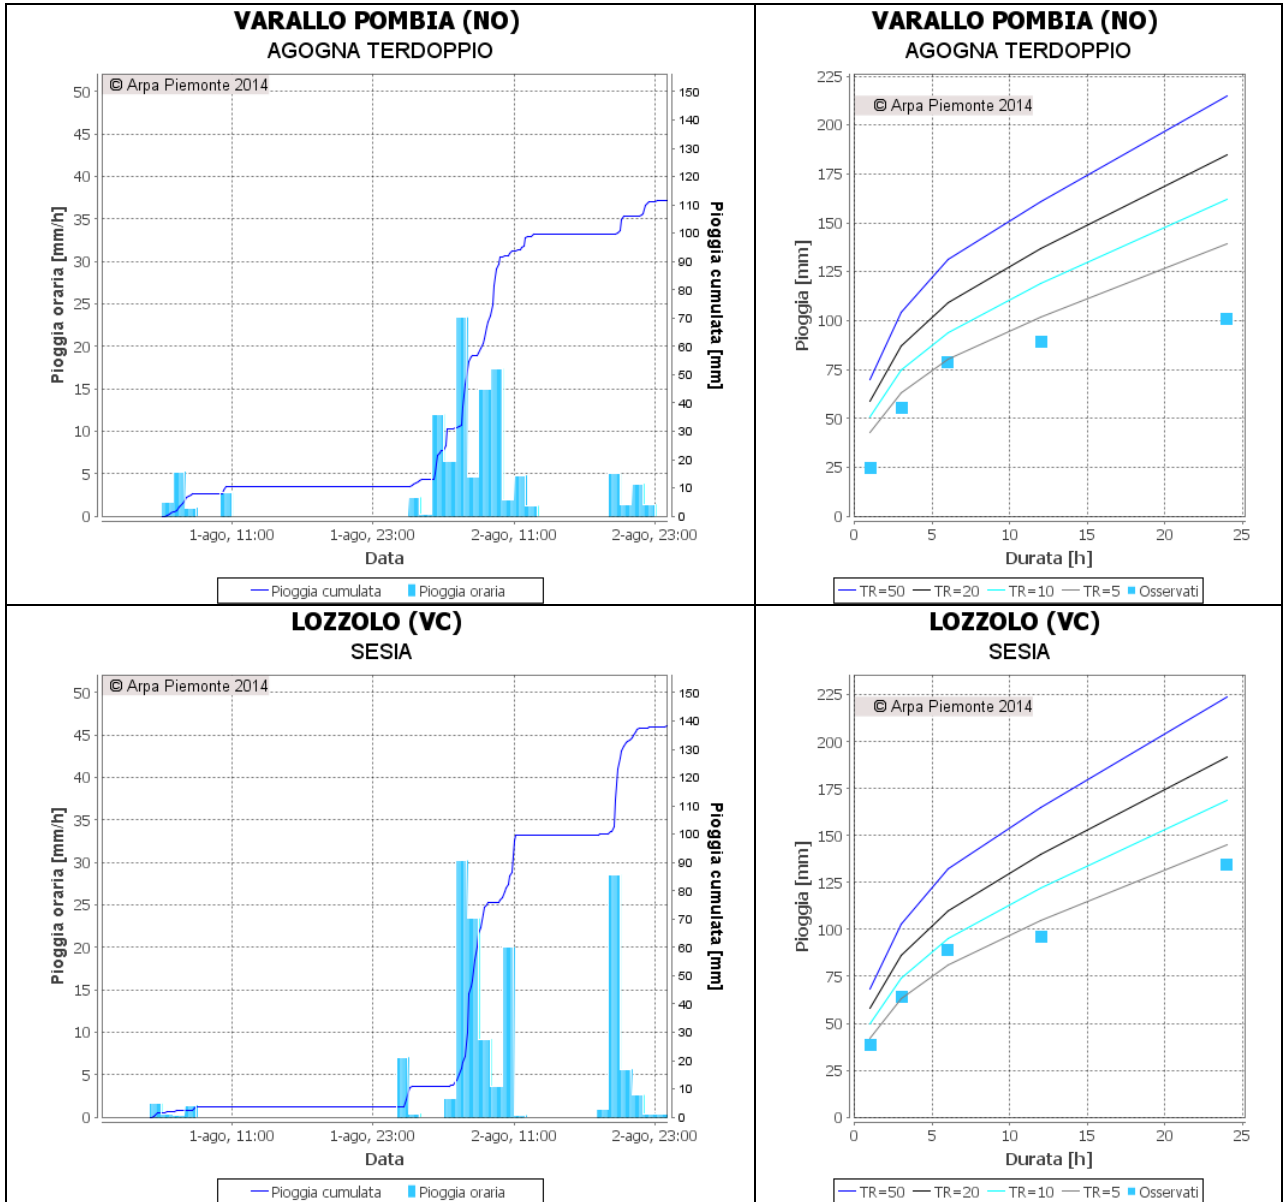 VARALLO POMBIA (NO)
AGOGNA TERDOPPIO
© Arpa Piemonte 2014
50
45
40
35
30
25
20
15
10
5
0
Pioggia oraria [mm/h]
150
140
130
120
110
100
90
80
70
60
50
40
30
20
10
0
Pioggia cumulata [mm]
1-ago, 11:00 1-ago, 23:00 2-ago, 11:00 2-ago, 23:00
Data
Pioggia cumulata Pioggia oraria
VARALLO POMBIA (NO)
AGOGNA TERDOPPIO
© Arpa Piemonte 2014
225
200
175
150
125
100
75
50
25
0
Pioggia [mm]
0 5 10 15 20 25
Durata [h]
TR=50 TR=20 TR=10 TR=5 Osservati
LOZZOLO (VC)
SESIA
© Arpa Piemonte 2014
50
45
40
35
30
25
20
15
10
5
0
Pioggia oraria [mm/h]
150
140
130
120
110
100
90
80
70
60
50
40
30
20
10
0
Pioggia cumulata [mm]
1-ago, 11:00 1-ago, 23:00 2-ago, 11:00 2-ago, 23:00
Data
Pioggia cumulata Pioggia oraria
LOZZOLO (VC)
SESIA
© Arpa Piemonte 2014
225
200
175
150
125
100
75
50
25
0
Pioggia [mm]
0 5 10 15 20 25
Durata [h]
TR=50 TR=20 TR=10 TR=5 Osservati